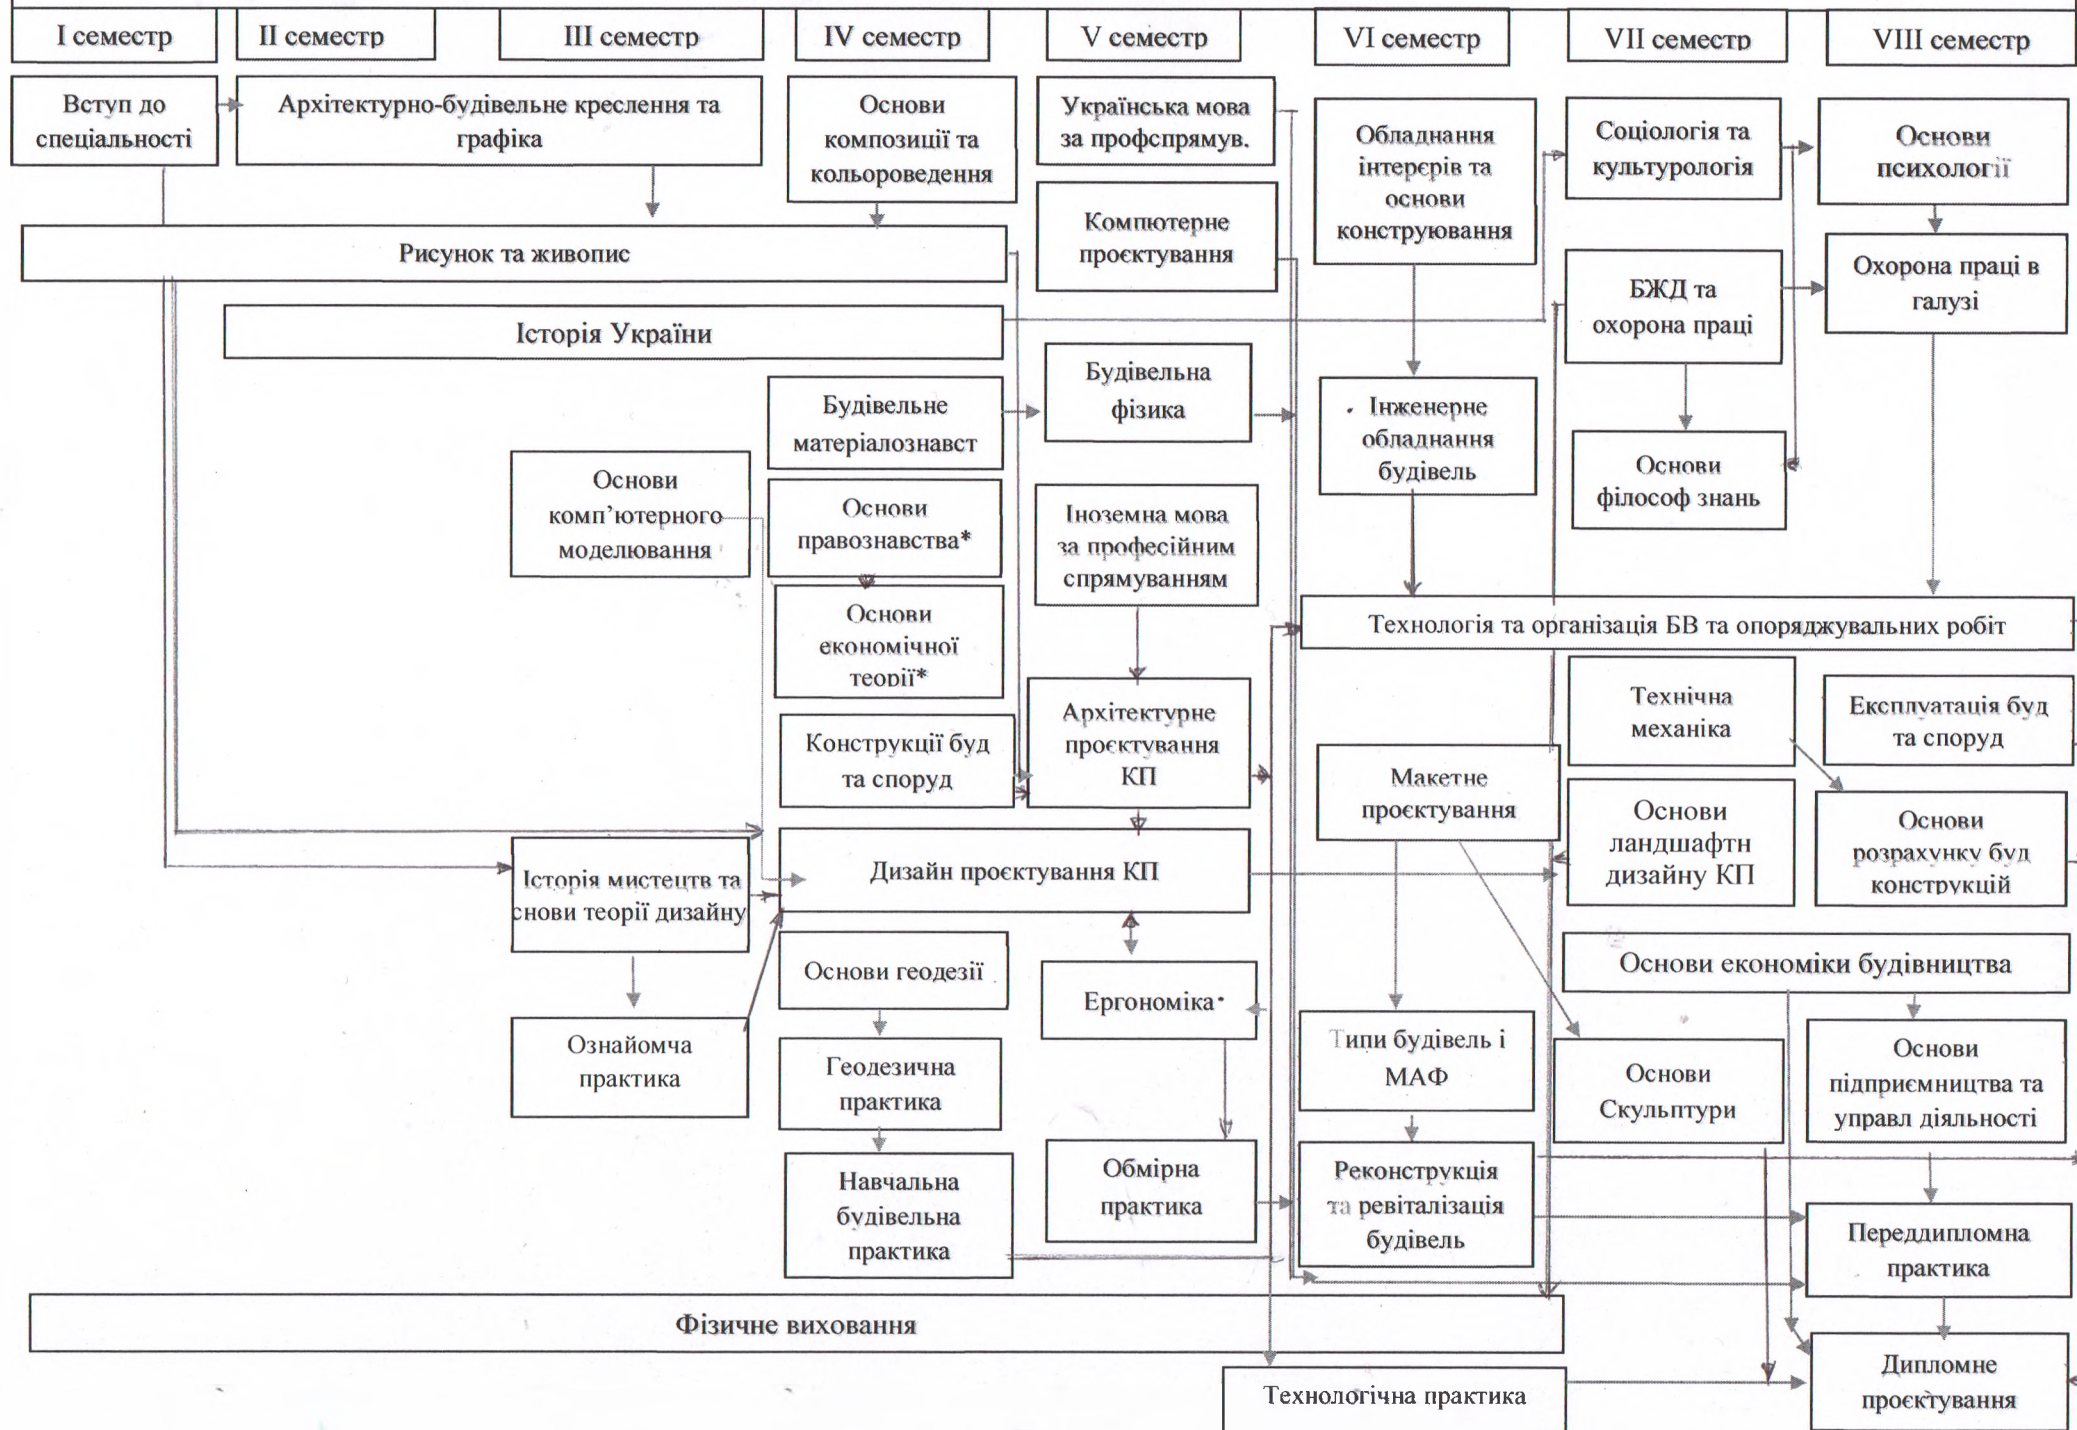 I семестр
II семестр
III семестр
IV семестр
V семестр
VI семестр
VII семестр
VIII семестр
Вступ до
спеціальності
Архітектурно-будівельне креслення та
графіка
Основи
композиції та
кольороведення
Українська мова
за профспрямув.
Обладнання
інтерєрів та
основи
конструювання
Соціологія та
культурологія
Основи
психології
Рисунок та живопис
Компютерне
проєктування
БЖД та
охорона праці
Охорона праці в
галузі
Історія України
Будівельне
матеріалознавст
Будівельна
фізика
Інженерне
обладнання
будівель
Основи
філософ знань
Основи
комп’ютерного
моделювання
Основи
правознавства*
Іноземна мова
за професійним
спрямуванням
Основи
економічної
теорії*
Технологія та організація БВ та опоряджувальних робіт
Конструкції буд
та споруд
Архітектурне
проєктування
КП
Макетне
проєктування
Технічна
механіка
Експлуатація буд
та споруд
Історія мистецтв та
снови теорії дизайну
Дизайн проєктування КП
Основи
ландшафтн
дизайну КП
Основи
розрахунку буд
конструкцій
Основи геодезії
Ергономіка
Основи економіки будівництва
Ознайомча
практика
Геодезична
практика
Типи будівель і
МАФ
Основи
Скульптури
Основи
підприємництва та
управл діяльності
Навчальна
будівельна
практика
Обмірна
практика
Реконструкція
та ревіталізація
будівель
Переддипломна
практика
Фізичне виховання
Технологічна практика
Дипломне
проєктування